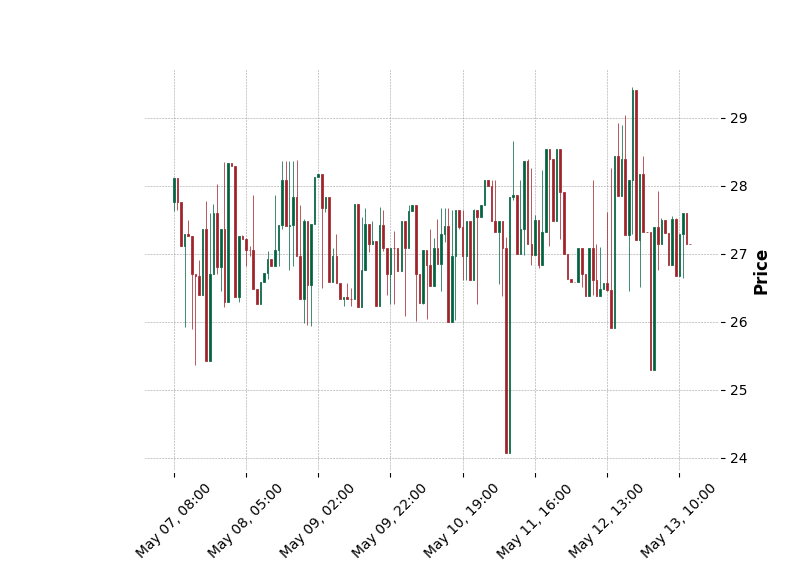 29
28
27
26
25
24
Price
May 07, 08:00
May 08, 05:00
May 09, 02:00
May 09, 22:00
May 10, 19:00
May 11, 16:00
May 12, 13:00
May 13, 10:00